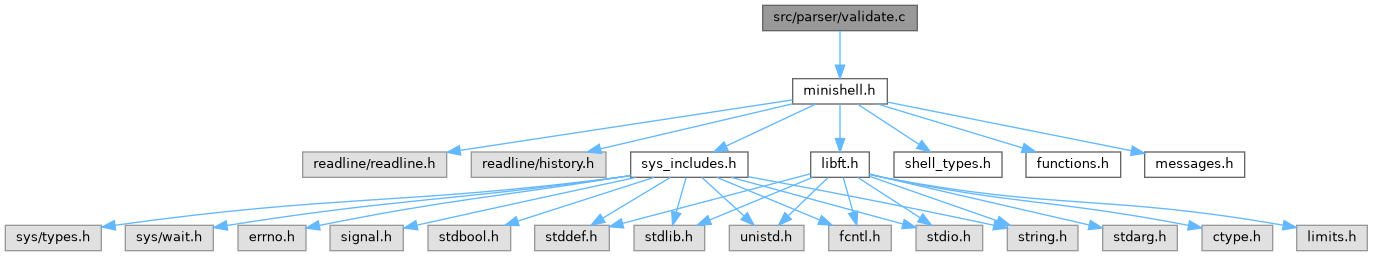 src/parser/validate.c
minishell.h
readline/readline.h
readline/history.h
sys_includes.h
libft.h
shell_types.h
functions.h
messages.h
sys/types.h
sys/wait.h
errno.h
signal.h
stdbool.h
stddef.h
stdlib.h
unistd.h
fcntl.h
stdio.h
string.h
stdarg.h
ctype.h
limits.h